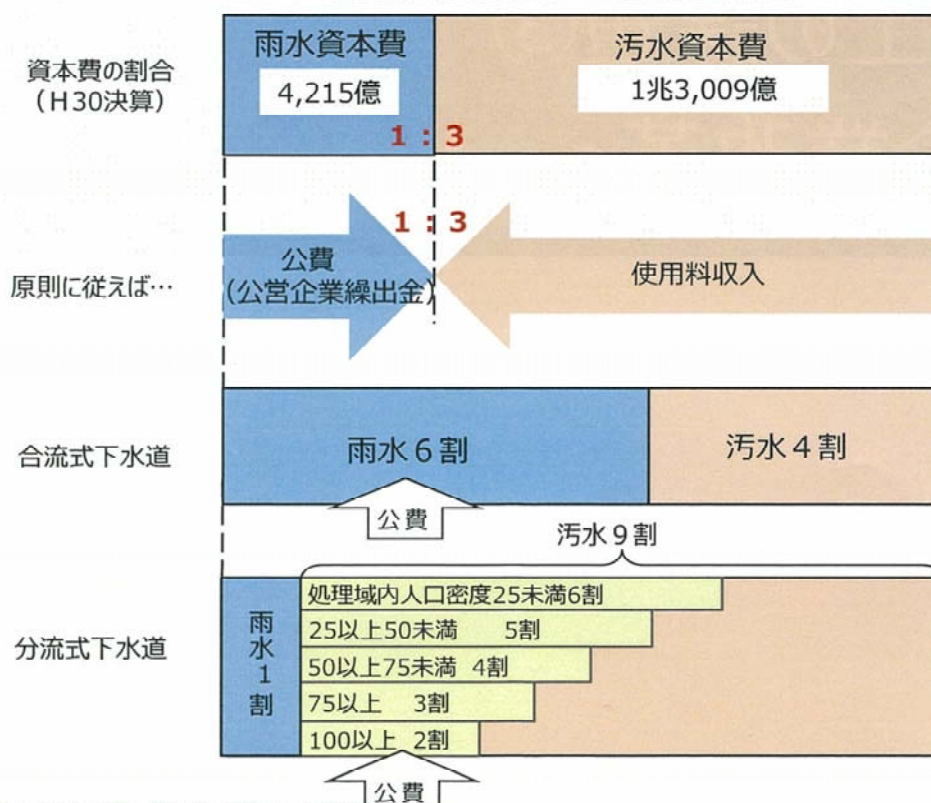 資本費の割合
（H30決算）
雨水資本費
4,215億
汚水資本費
1兆3,009億
1 : 3
原則に従えば…
公費
（公営企業繰出金）
1 : 3
使用料収入
合流式下水道
雨水6割
汚水4割
公費
汚水9割
分流式下水道
雨水1割
処理域内人口密度25未満6割
25以上50未満 5割
50以上75未満 4割
75以上 3割
100以上 2割
公費